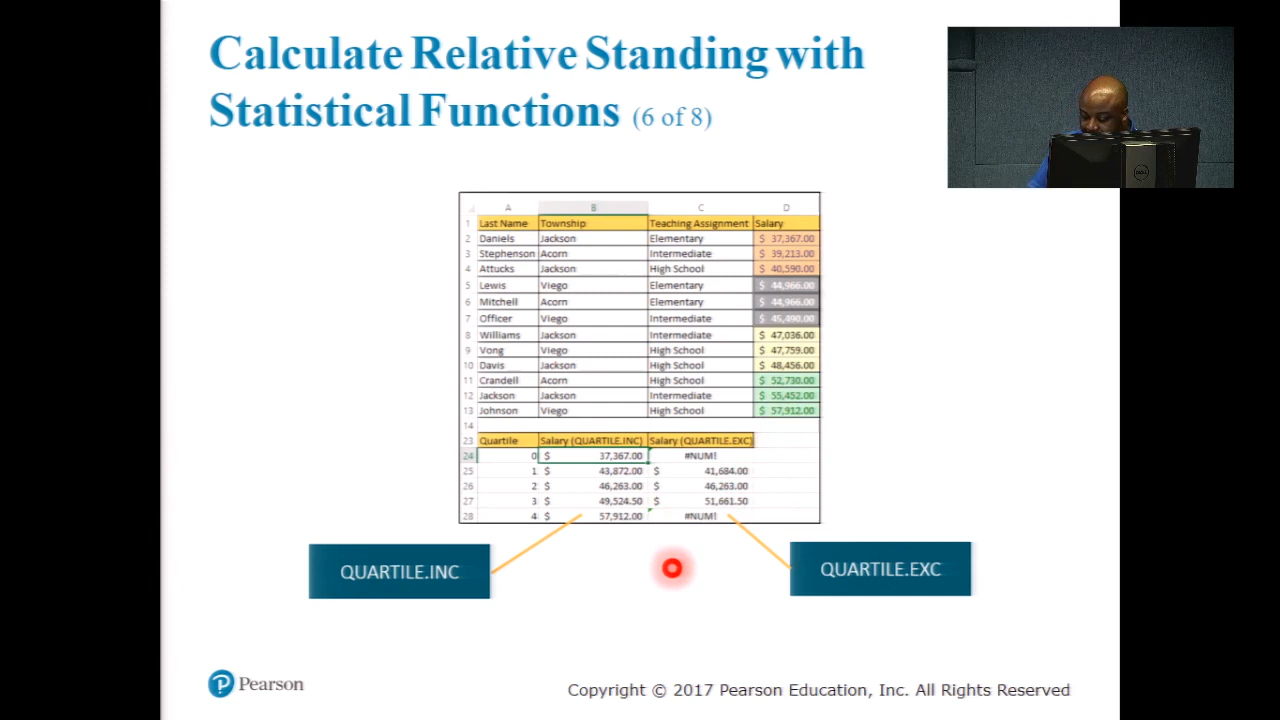 Calculate Relative Standing with
Statistical Functions (6 of 8)
A B C D
1 Last Name Township Teaching Assignment Salary
2 Daniels Jackson Elementary $ 37,367.00
3 Stephenson Acorn Intermediate $ 39,213.00
4 Attucks Jackson High School $ 40,590.00
5 Lewis Viego Elementary $ 44,966.00
6 Mitchell Acorn Elementary $ 44,966.00
7 Officer Viego Intermediate $ 45,490.00
8 Williams Jackson Intermediate $ 47,036.00
9 Vong Viego High School $ 47,759.00
10 Davis Jackson High School $ 48,456.00
11 Crandell Acorn High School $ 52,730.00
12 Jackson Jackson Intermediate $ 55,452.00
13 Johnson Viego High School $ 57,912.00
14
23 Quartile Salary (QUARTILE.INC) Salary (QUARTILE.EXC)
24 0 $ 37,367.00 #NUM!
25 1 $ 43,872.00 $ 41,684.00
26 2 $ 46,263.00 $ 46,263.00
27 3 $ 49,524.50 $ 51,661.50
28 4 $ 57,912.00 #NUM!
QUARTILE.INC
QUARTILE.EXC
P Pearson
Copyright © 2017 Pearson Education, Inc. All Rights Reserved
DELL